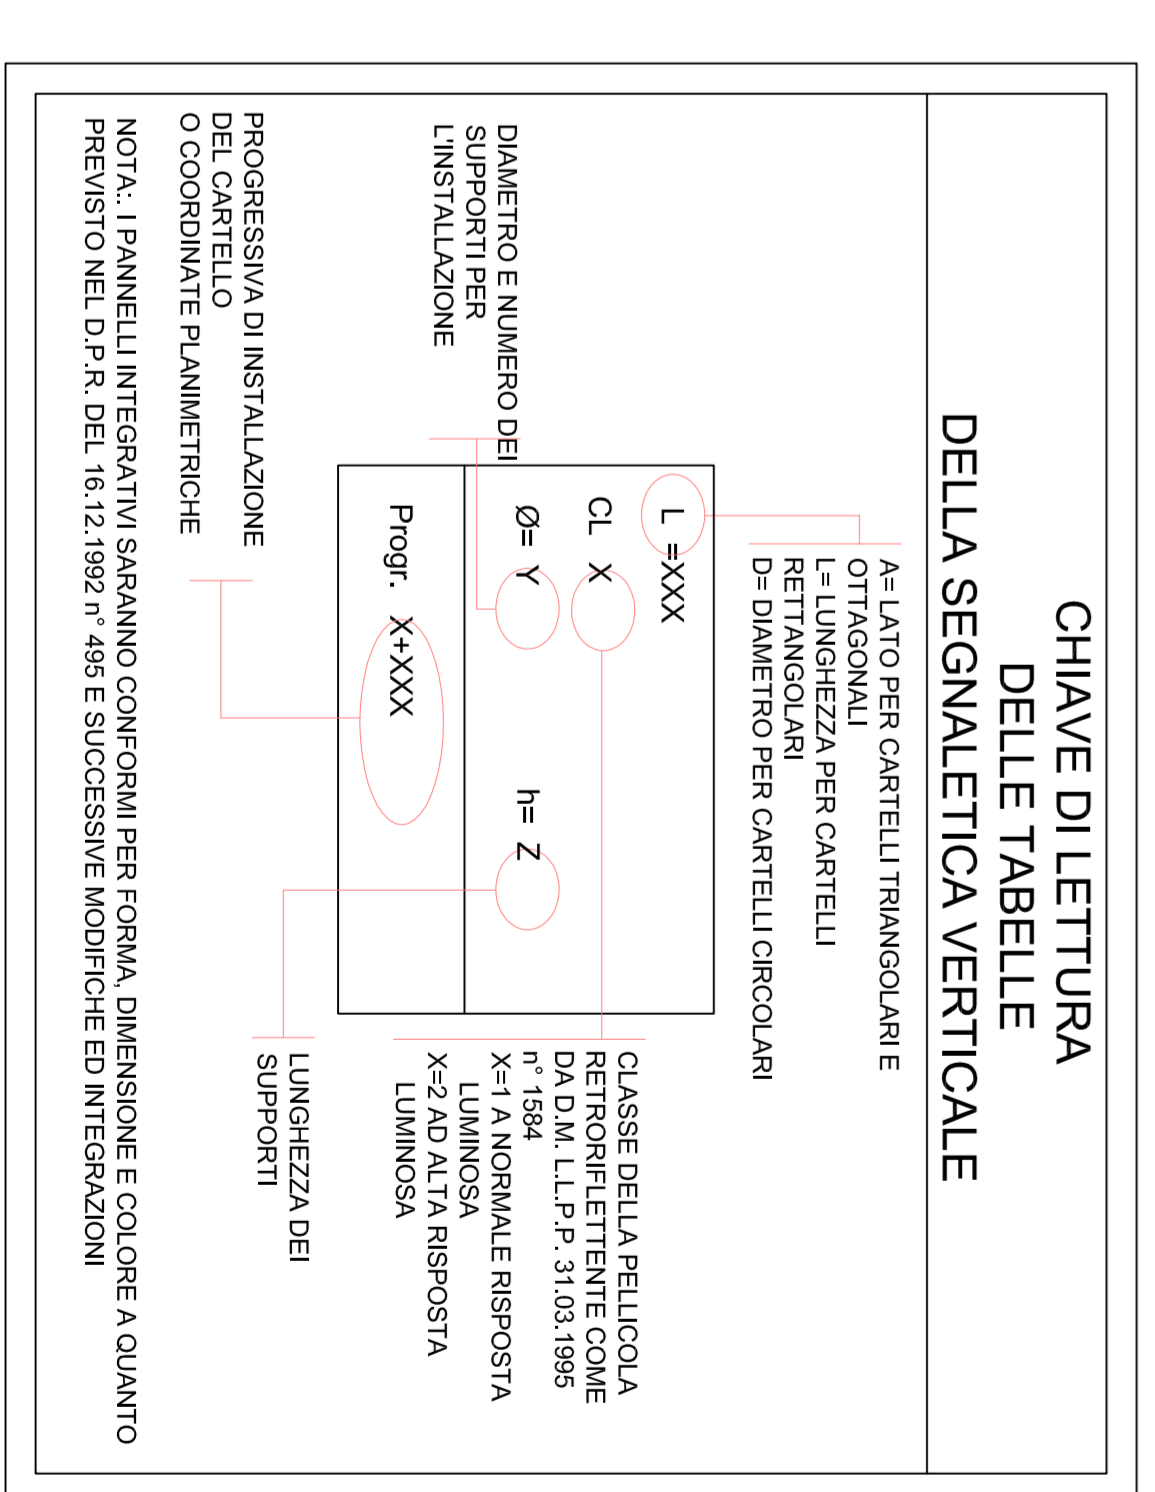 CHIAVE DI LETTURA
DELLE TABELLE
DELLA SEGNALETICA VERTICALE
A= LATO PER CARTELLI TRIANGOLARI E
OTTAGONALI
L= LUNGHEZZA PER CARTELLI
RETTANGOLARI
D= DIAMETRO PER CARTELLI CIRCOLARI
L =XXX
CL X
Ø= Y h= Z
Progr. X+XXX
DIAMETRO E NUMERO DEI
SUPPORTI PER
L'INSTALLAZIONE
CLASSE DELLA PELLICOLA
RETRORIFLETTENTE COME
DA D.M. L.L.P.P. 31.03.1995
n° 1584
X=1 A NORMALE RISPOSTA
LUMINOSA
X=2 AD ALTA RISPOSTA
LUMINOSA
PROGRESSIVA DI INSTALLAZIONE
DEL CARTELLO
O COORDINATE PLANIMETRICHE
LUNGHEZZA DEI
SUPPORTI
NOTA:. I PANNELLI INTEGRATIVI SARANNO CONFORMI PER FORMA, DIMENSIONE E COLORE A QUANTO
PREVISTO NEL D.P.R. DEL 16.12.1992 n° 495 E SUCCESSIVE MODIFICHE ED INTEGRAZIONI